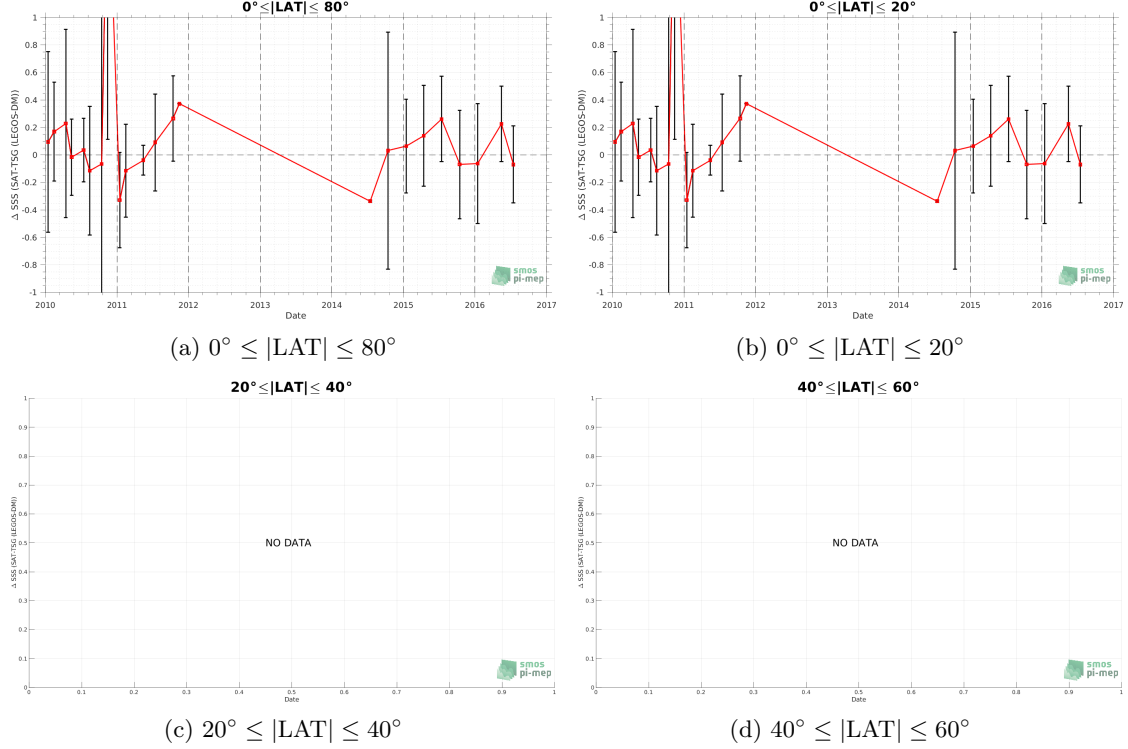 0°≤|LAT|≤ 80°
1
0.8
0.6
0.4
0.2
0
-0.2
-0.4
-0.6
-0.8
-1
Δ SSS (SAT-TSG (LEGOS-DM))
2010 2011 2012 2013 2014 2015 2016 2017
Date
smos
pi-mep
(a) 0° ≤ |LAT| ≤ 80°
0°≤|LAT|≤ 20°
1
0.8
0.6
0.4
0.2
0
-0.2
-0.4
-0.6
-0.8
-1
Δ SSS (SAT-TSG (LEGOS-DM))
2010 2011 2012 2013 2014 2015 2016 2017
Date
smos
pi-mep
(b) 0° ≤ |LAT| ≤ 20°
20°≤|LAT|≤ 40°
1
0.9
0.8
0.7
0.6
0.5
0.4
0.3
0.2
0.1
0
Δ SSS (SAT-TSG (LEGOS-DM))
NO DATA
0 0.1 0.2 0.3 0.4 0.5 0.6 0.7 0.8 0.9 1
Date
smos
pi-mep
(c) 20° ≤ |LAT| ≤ 40°
40°≤|LAT|≤ 60°
1
0.9
0.8
0.7
0.6
0.5
0.4
0.3
0.2
0.1
0
Δ SSS (SAT-TSG (LEGOS-DM))
NO DATA
0 0.1 0.2 0.3 0.4 0.5 0.6 0.7 0.8 0.9 1
Date
smos
pi-mep
(d) 40° ≤ |LAT| ≤ 60°